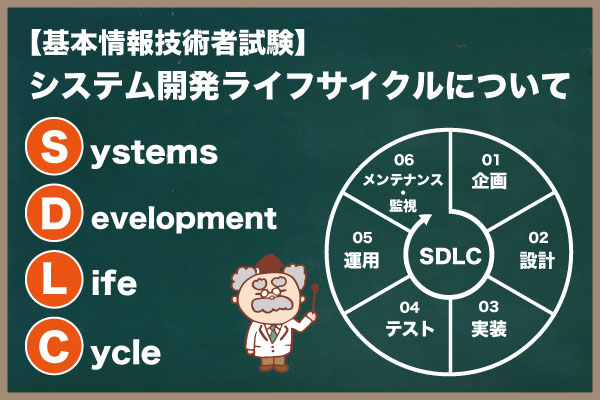 【基本情報技術者試験】
システム開発ライフサイクルについて
Systems
Development
Life
Cycle
01
企画
02
設計
03
実装
04
テスト
05
運用
06
メンテナンス
・
監視
SDLC